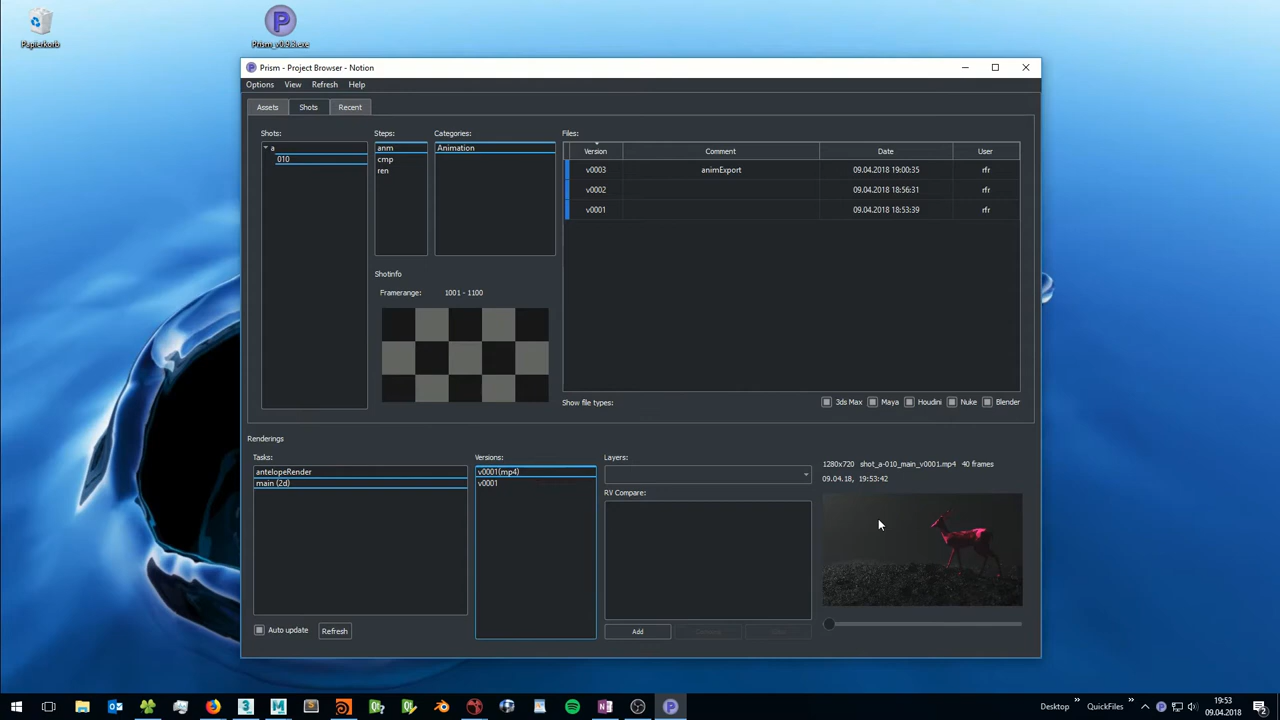 Papierkorb
Prism_v0.9.3.exe
Prism - Project Browser - Notion
Options View Refresh Help
Assets Shots Recent
Shots:
a
010
Steps:
anm
cmp
ren
Categories:
Animation
Files:
Version Comment Date User
v0003 animExport 09.04.2018 19:00:35 rfr
v0002 09.04.2018 18:56:31 rfr
v0001 09.04.2018 18:53:39 rfr
Shotinfo
Framerange: 1001 - 1100
Show file types: 3ds Max Maya Houdini Nuke Blender
Renderings
Tasks:
antelopeRender
main (2d)
Auto update Refresh
Versions:
v0001(mp4)
v0001
Layers:
RV Compare:
Add
1280x720 shot_a-010_main_v0001.mp4 40 frames
09.04.18, 19:53:42
Desktop » QuickFiles »
19:53
09.04.2018